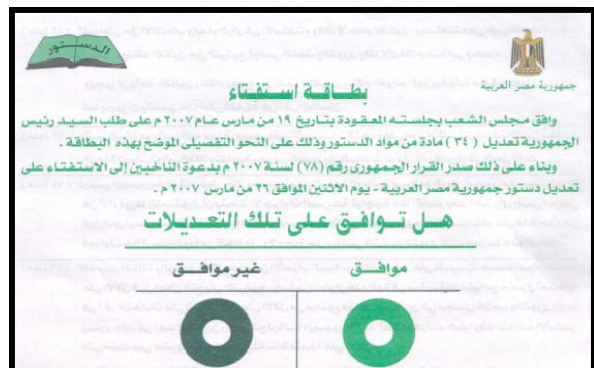 الدستور
جمهورية مصر العربية
بطاقة استفتاء
وافق مجلس الشعب بجلسته المعقودة بتاريخ ١٩ من مارس عام ٢٠٠٧ م على طلب السيد رئيس
الجمهورية تعديل ( ٣٤ ) مادة من مواد الدستور وذلك على النحو التفصيلى الموضح بهذه البطاقة .
وبناء على ذلك صدر القرار الجمهورى رقم (٧٨) لسنة ٢٠٠٧ م بدعوة الناخبين إلى الاستفتاء على
تعديل دستور جمهورية مصر العربية - يوم الاثنين الموافق ٢٦ من مارس ٢٠٠٧ م .
هل توافق على تلك التعديلات
موافق
غير موافق